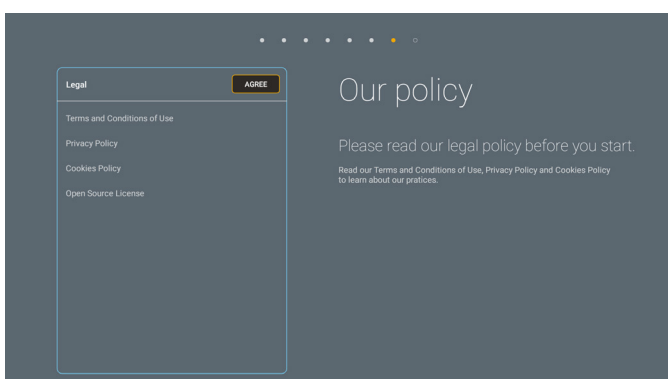 Legal
AGREE
Terms and Conditions of Use
Privacy Policy
Cookies Policy
Open Source License
Our policy
Please read our legal policy before you start.
Read our Terms and Conditions of Use, Privacy Policy and Cookies Policy
to learn about our pratices.